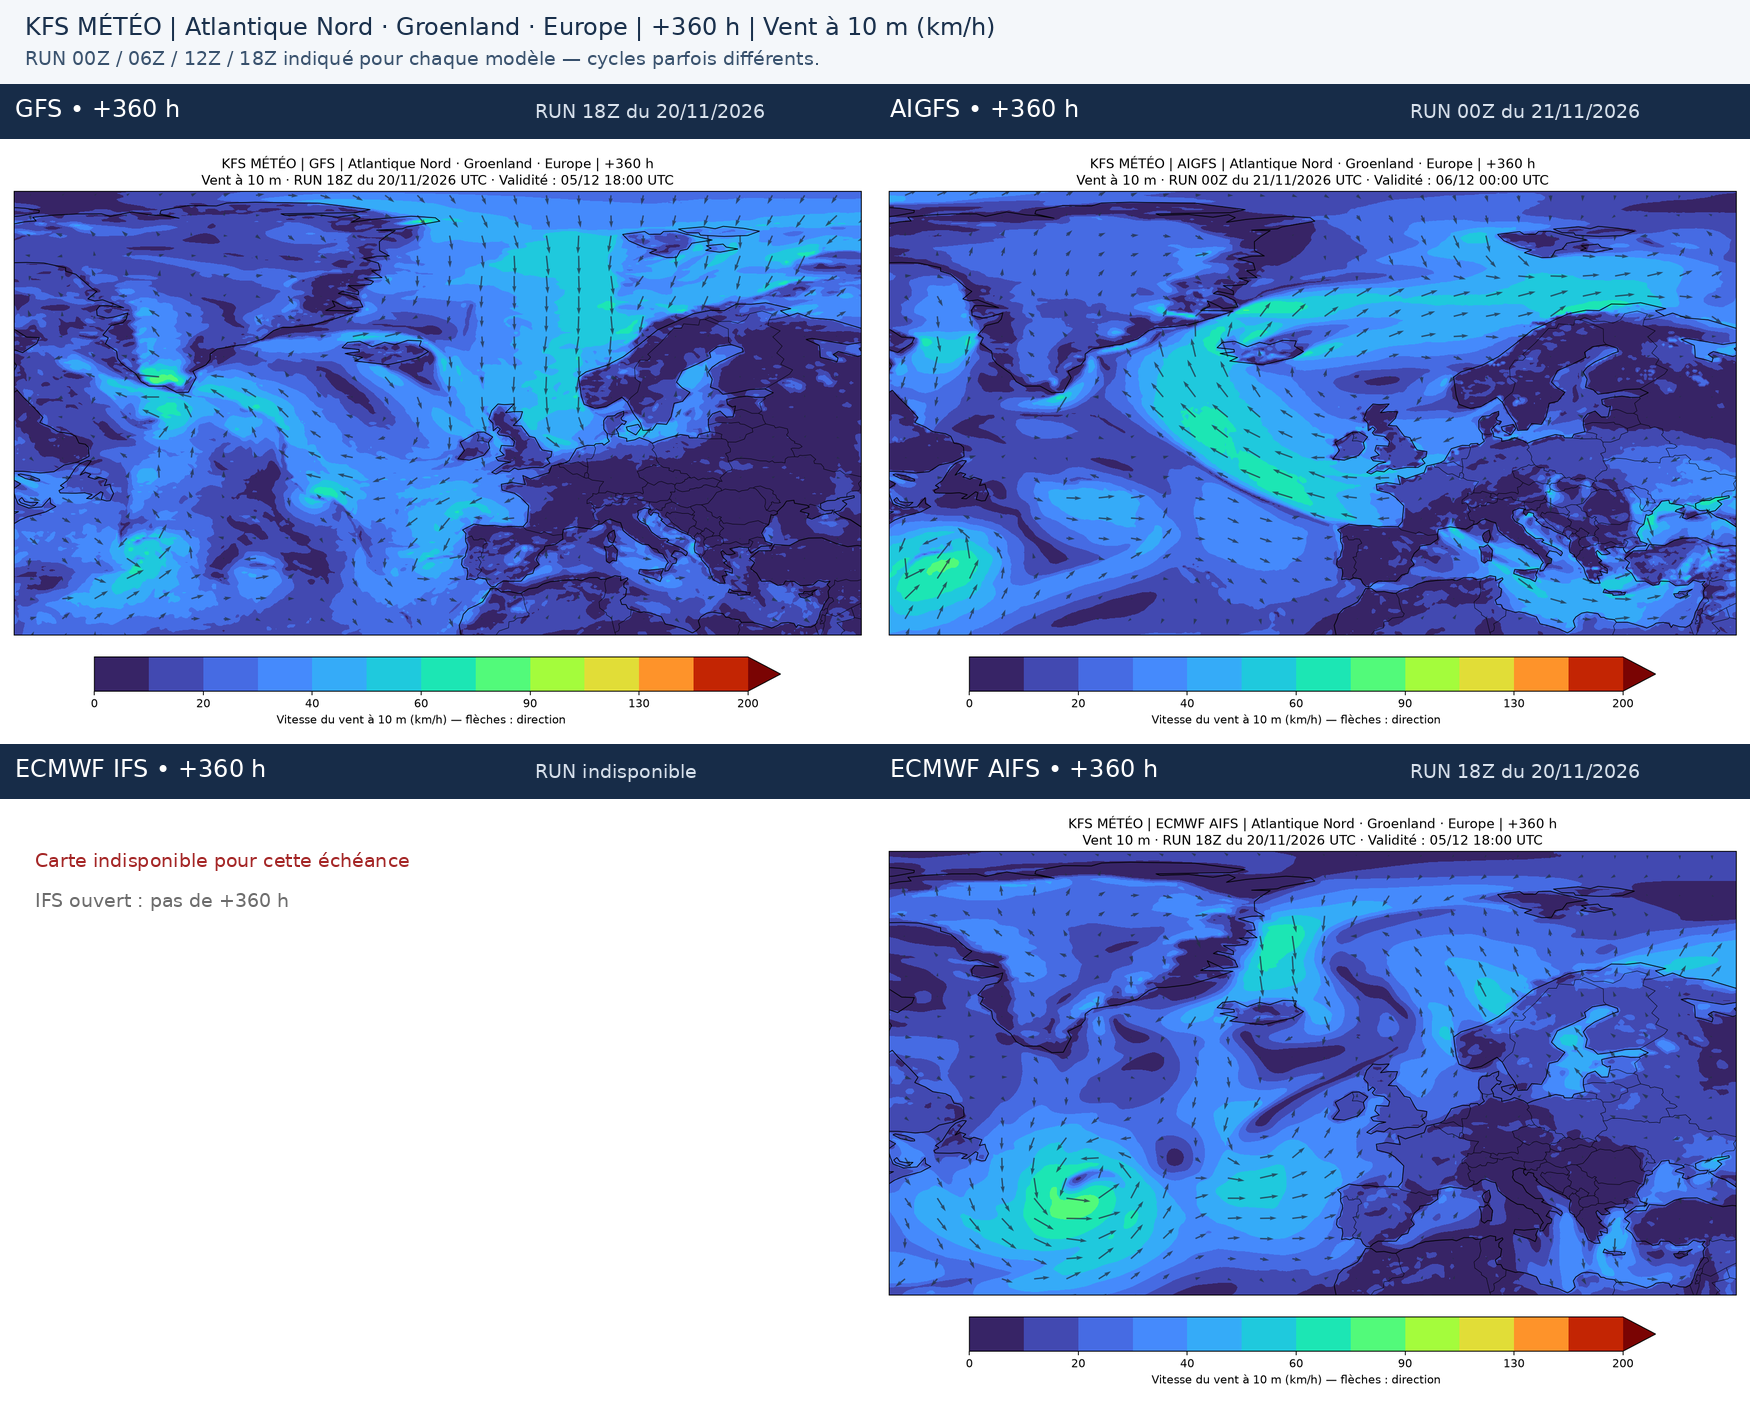 KFS MÉTÉO | Atlantique Nord · Groenland · Europe | +360 h | Vent à 10 m (km/h)
RUN 00Z / 06Z / 12Z / 18Z indiqué pour chaque modèle — cycles parfois différents.
GFS • +360 h
RUN 18Z du 20/11/2026
KFS MÉTÉO | GFS | Atlantique Nord · Groenland · Europe | +360 h
Vent à 10 m · RUN 18Z du 20/11/2026 UTC · Validité : 05/12 18:00 UTC
0 20 40 60 90 130 200
Vitesse du vent à 10 m (km/h) — flèches : direction
AIGFS • +360 h
RUN 00Z du 21/11/2026
KFS MÉTÉO | AIGFS | Atlantique Nord · Groenland · Europe | +360 h
Vent à 10 m · RUN 00Z du 21/11/2026 UTC · Validité : 06/12 00:00 UTC
0 20 40 60 90 130 200
Vitesse du vent à 10 m (km/h) — flèches : direction
ECMWF IFS • +360 h
RUN indisponible
Carte indisponible pour cette échéance
IFS ouvert : pas de +360 h
ECMWF AIFS • +360 h
RUN 18Z du 20/11/2026
KFS MÉTÉO | ECMWF AIFS | Atlantique Nord · Groenland · Europe | +360 h
Vent 10 m · RUN 18Z du 20/11/2026 UTC · Validité : 05/12 18:00 UTC
0 20 40 60 90 130 200
Vitesse du vent à 10 m (km/h) — flèches : direction